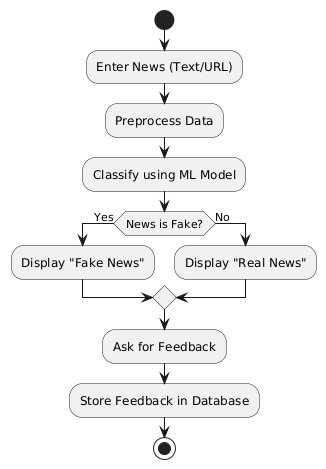 Enter News (Text/URL)
Preprocess Data
Classify using ML Model
Yes
News is Fake?
No
Display "Fake News"
Display "Real News"
Ask for Feedback
Store Feedback in Database